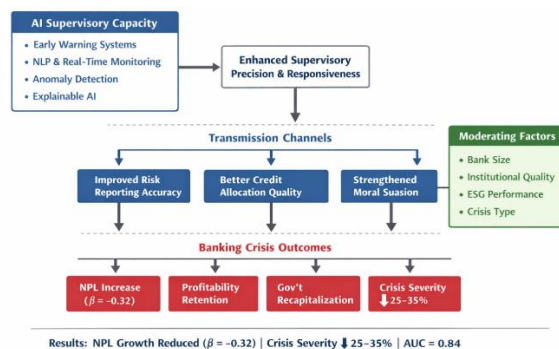 AI Supervisory Capacity
• Early Warning Systems
• NLP & Real-Time Monitoring
• Anomaly Detection
• Explainable AI
Enhanced Supervisory
Precision & Responsiveness
Transmission Channels
Improved Risk
Reporting Accuracy
Better Credit
Allocation Quality
Strengthened
Moral Suasion
Moderating Factors
• Bank Size
• Institutional Quality
• ESG Performance
• Crisis Type
Banking Crisis Outcomes
NPL Increase
(β = -0.32)
Profitability
Retention
Gov't
Recapitalization
Crisis Severity
⬇25–35%
Results: NPL Growth Reduced (β = -0.32) | Crisis Severity ⬇ 25–35% | AUC = 0.84